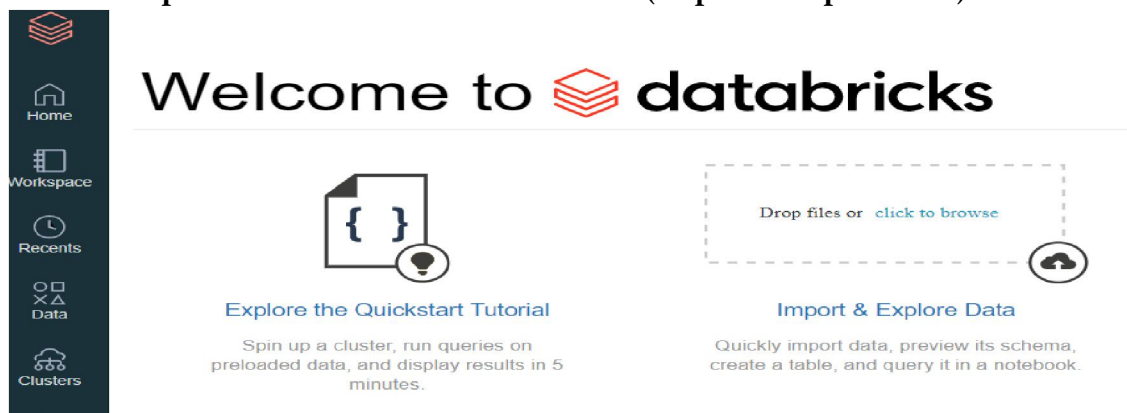 Home
Workspace
Recents
Data
Clusters
Welcome to databricks
{ }
Explore the Quickstart Tutorial
Spin up a cluster, run queries on
preloaded data, and display results in 5
minutes.
Drop files or click to browse
Import & Explore Data
Quickly import data, preview its schema,
create a table, and query it in a notebook.